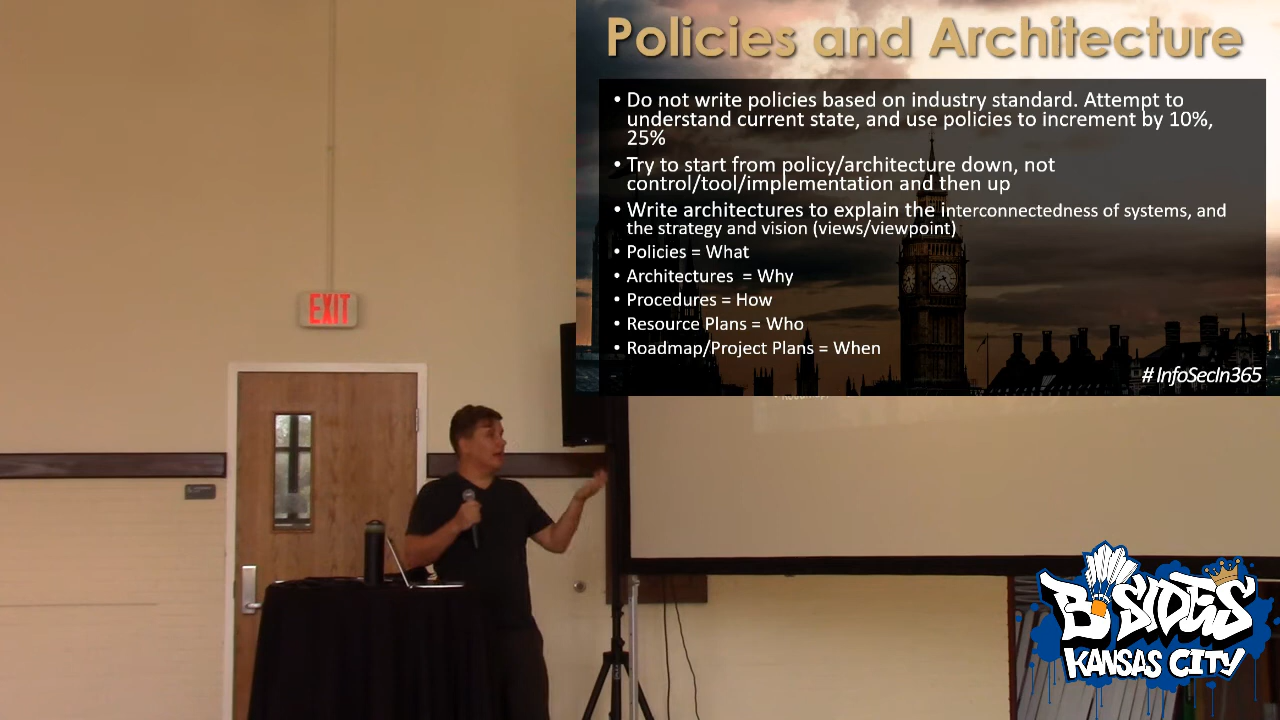 Policies and Architecture
• Do not write policies based on industry standard. Attempt to
understand current state, and use policies to increment by 10%,
25%
• Try to start from policy/architecture down, not
control/tool/implementation and then up
• Write architectures to explain the interconnectedness of systems, and
the strategy and vision (views/viewpoint)
• Policies = What
• Architectures  = Why
• Procedures = How
• Resource Plans = Who
• Roadmap/Project Plans = When
# InfoSecIn365
EXIT
B·SIDES
KANSAS CITY